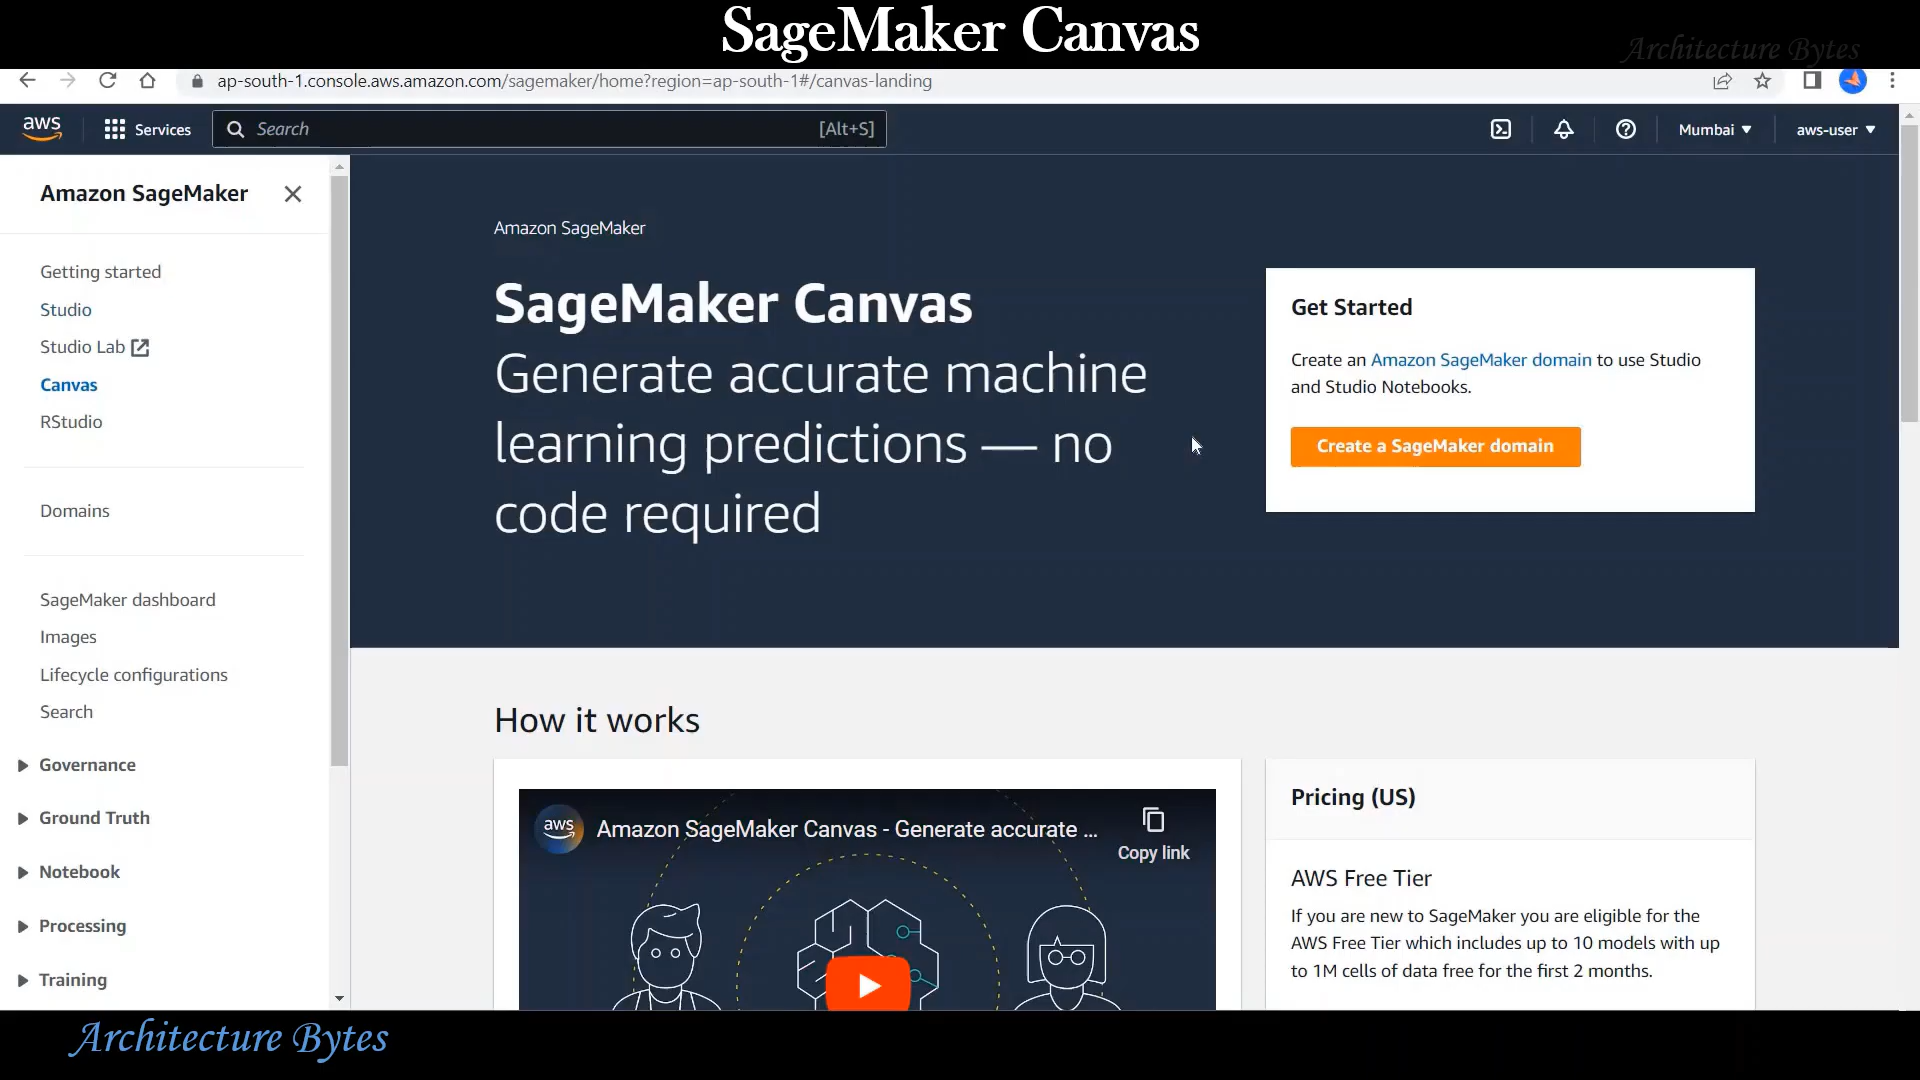 SageMaker Canvas
Architecture Bytes
ap-south-1.console.aws.amazon.com/sagemaker/home?region=ap-south-1#/canvas-landing
aws
Services
Search
[Alt+S]
Mumbai
aws-user
Amazon SageMaker
Getting started
Studio
Studio Lab
Canvas
RStudio
Domains
SageMaker dashboard
Images
Lifecycle configurations
Search
Governance
Ground Truth
Notebook
Processing
Training
Amazon SageMaker
SageMaker Canvas
Generate accurate machine
learning predictions — no
code required
Get Started
Create an Amazon SageMaker domain to use Studio
and Studio Notebooks.
Create a SageMaker domain
How it works
aws
Amazon SageMaker Canvas - Generate accurate ...
Copy link
Pricing (US)
AWS Free Tier
If you are new to SageMaker you are eligible for the
AWS Free Tier which includes up to 10 models with up
to 1M cells of data free for the first 2 months.
Architecture Bytes